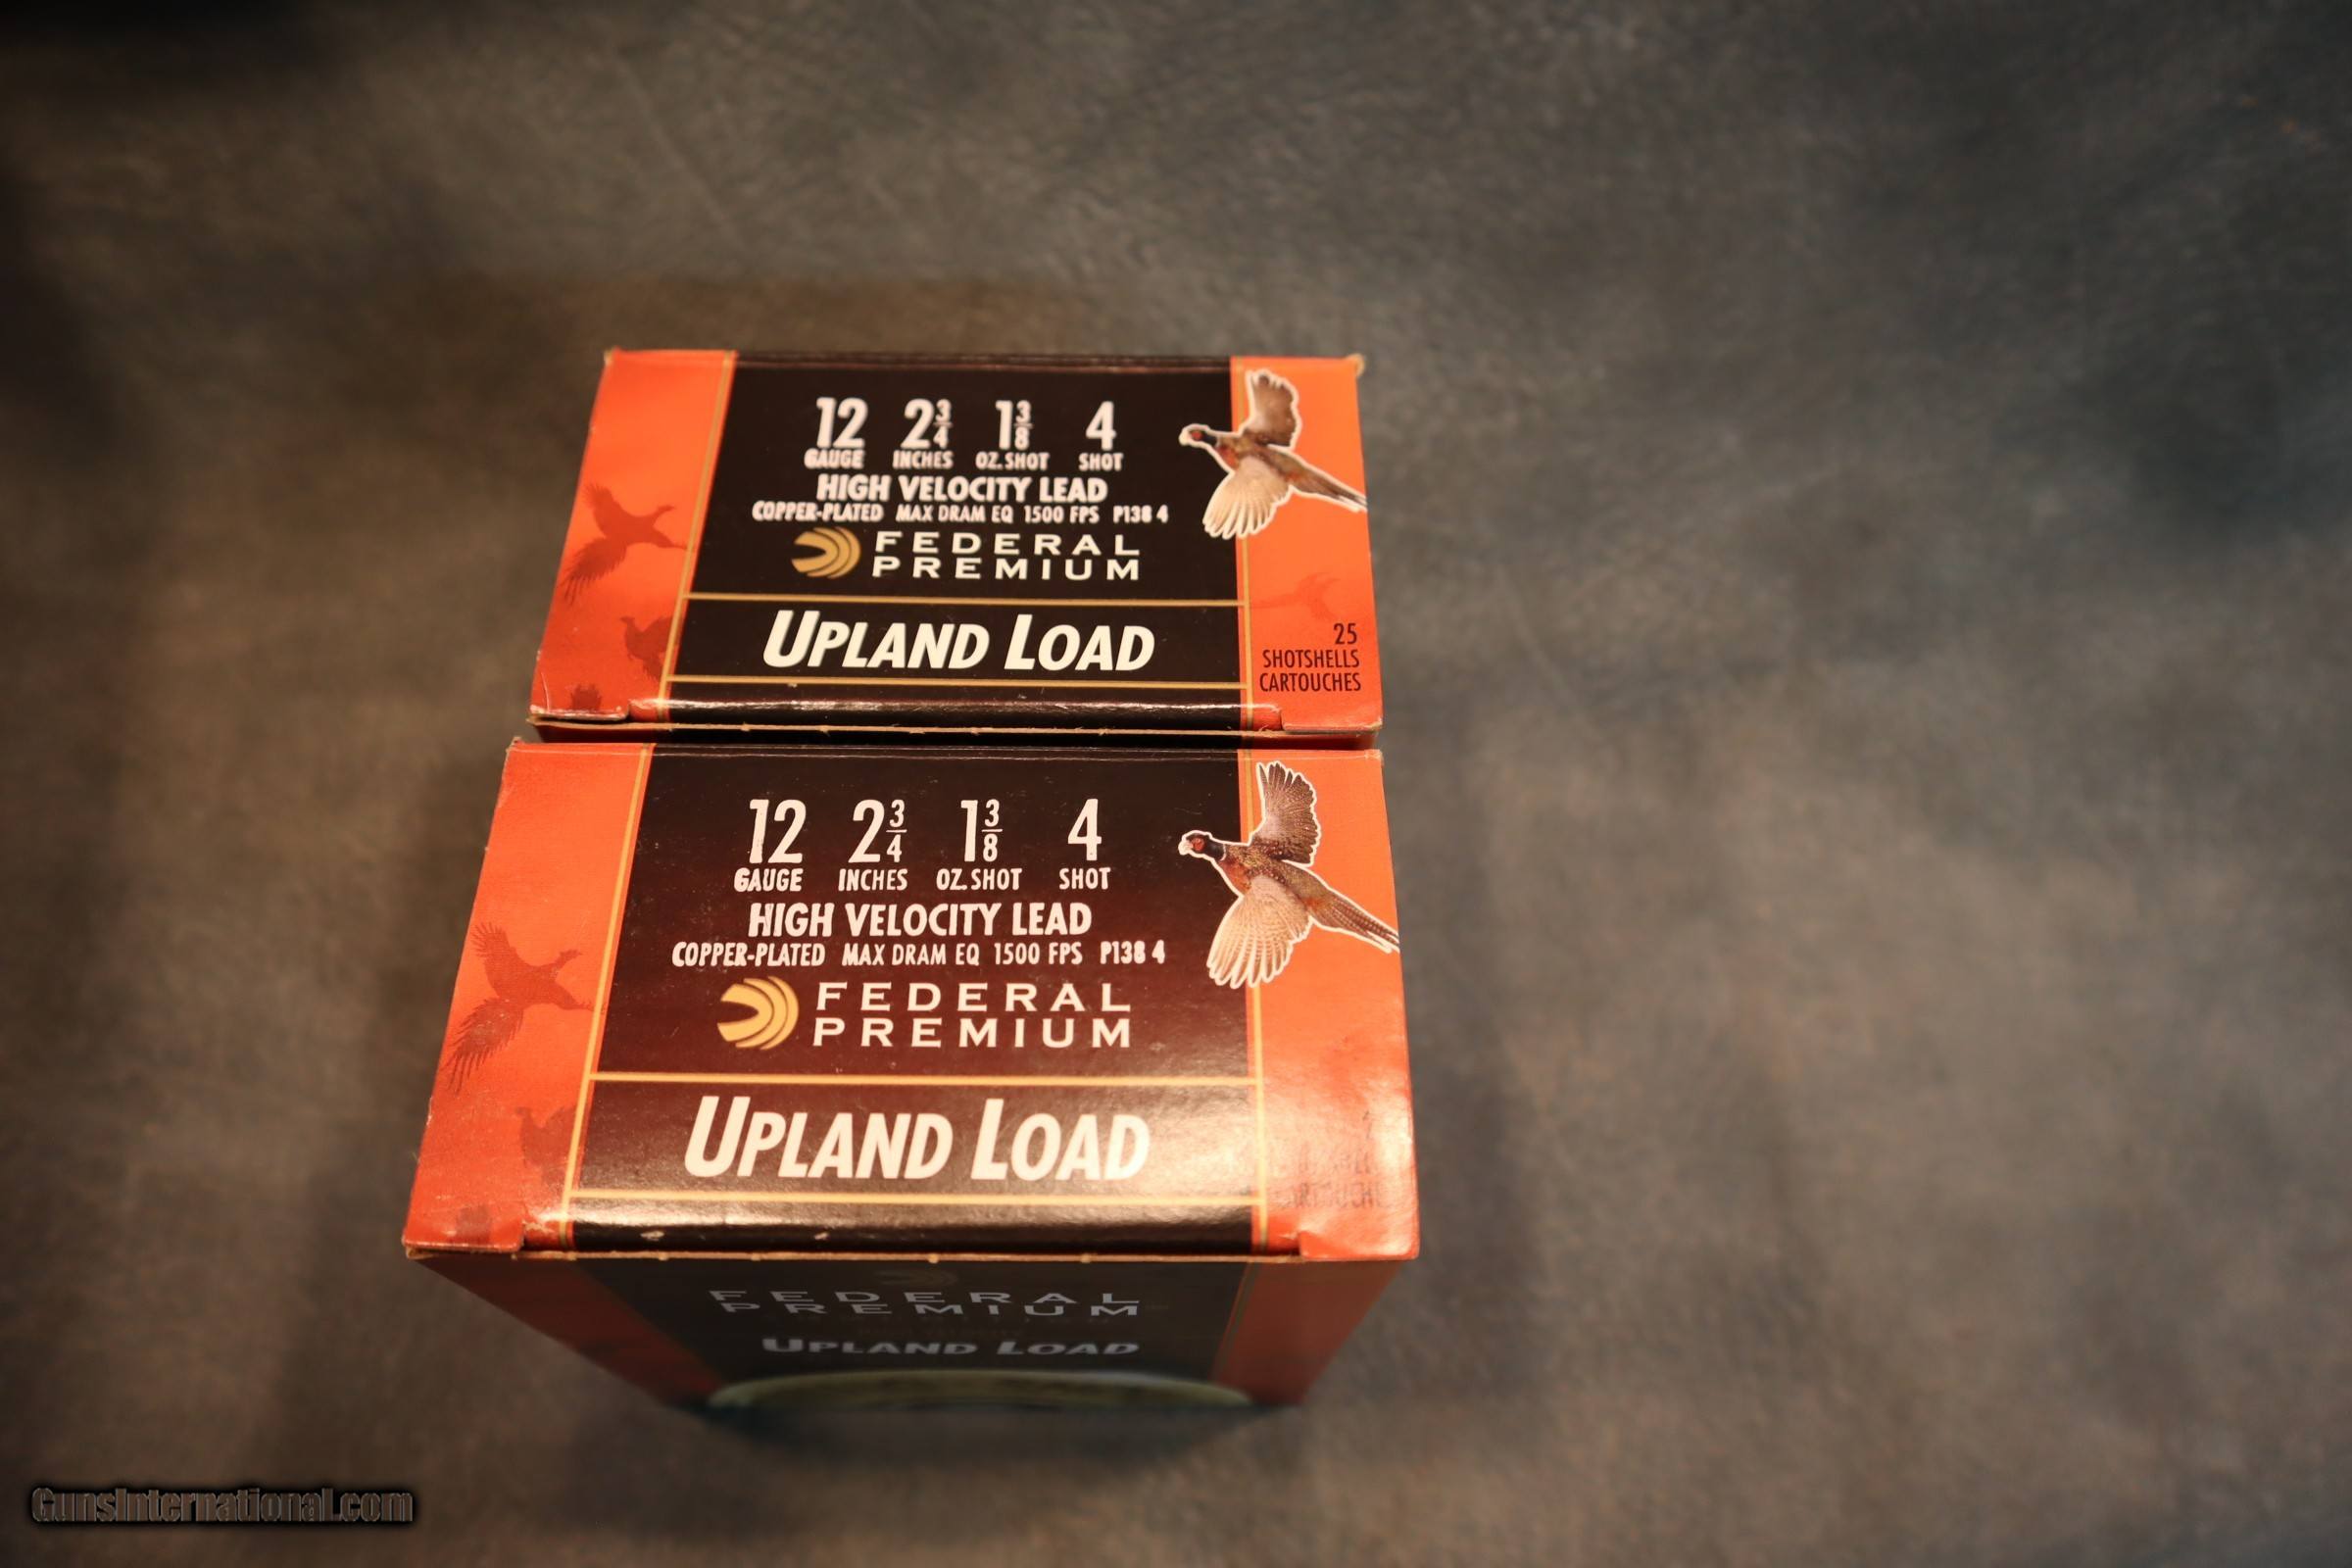 12 2 3/4 1 3/8 4
GAUGE INCHES OZ. SHOT SHOT
HIGH VELOCITY LEAD
COPPER-PLATED MAX DRAM EQ 1500 FPS P138 4
FEDERAL
PREMIUM
UPLAND LOAD
25
SHOTSHELLS
CARTOUCHES
12 2 3/4 1 3/8 4
GAUGE INCHES OZ. SHOT SHOT
HIGH VELOCITY LEAD
COPPER-PLATED MAX DRAM EQ 1500 FPS P138 4
FEDERAL
PREMIUM
UPLAND LOAD
FEDERAL
PREMIUM
UPLAND LOAD
GunsInternational.com